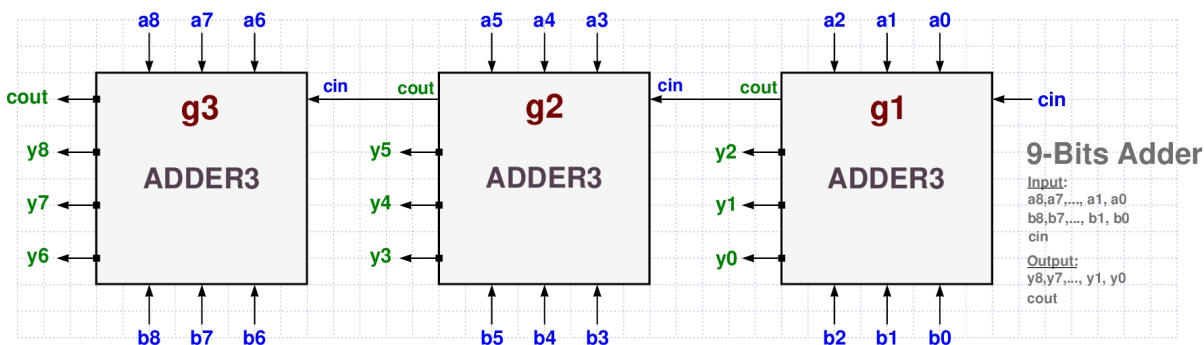 a8 a7 a6 a5 a4 a3 a2 a1 a0
cout g3 cin cout g2 cin cout g1 cin
y8 y5 y2 9-Bits Adder
ADDER3 ADDER3 ADDER3
Input:
y7 y4 y1 a8,a7,..., a1, a0
b8,b7,..., b1, b0
cin
y6 y3 y0 Output:
y8,y7,..., y1, y0
cout
b8 b7 b6 b5 b4 b3 b2 b1 b0